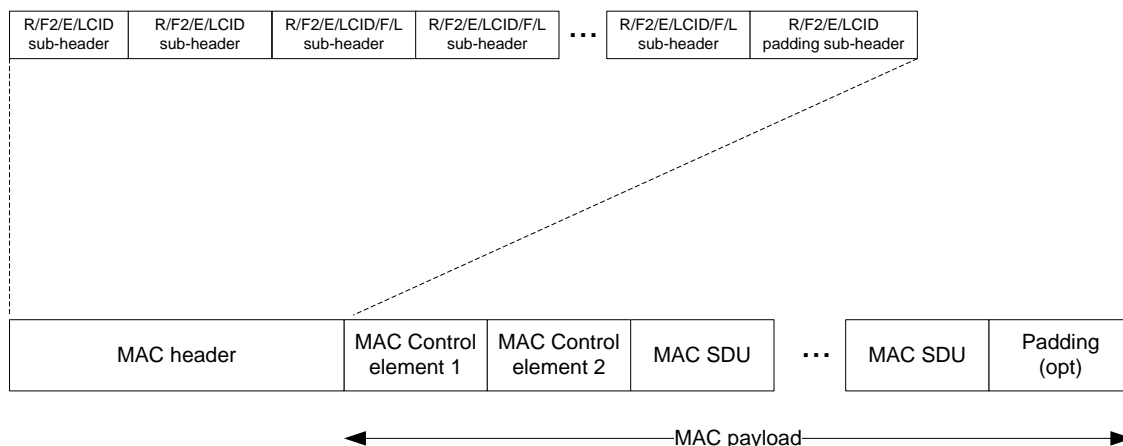 R/F2/E/LCID
sub-header
R/F2/E/LCID
sub-header
R/F2/E/LCID/F/L
sub-header
R/F2/E/LCID/F/L
sub-header
...
R/F2/E/LCID/F/L
sub-header
R/F2/E/LCID
padding sub-header
MAC header
MAC Control
element 1
MAC Control
element 2
MAC SDU
...
MAC SDU
Padding
(opt)
MAC payload